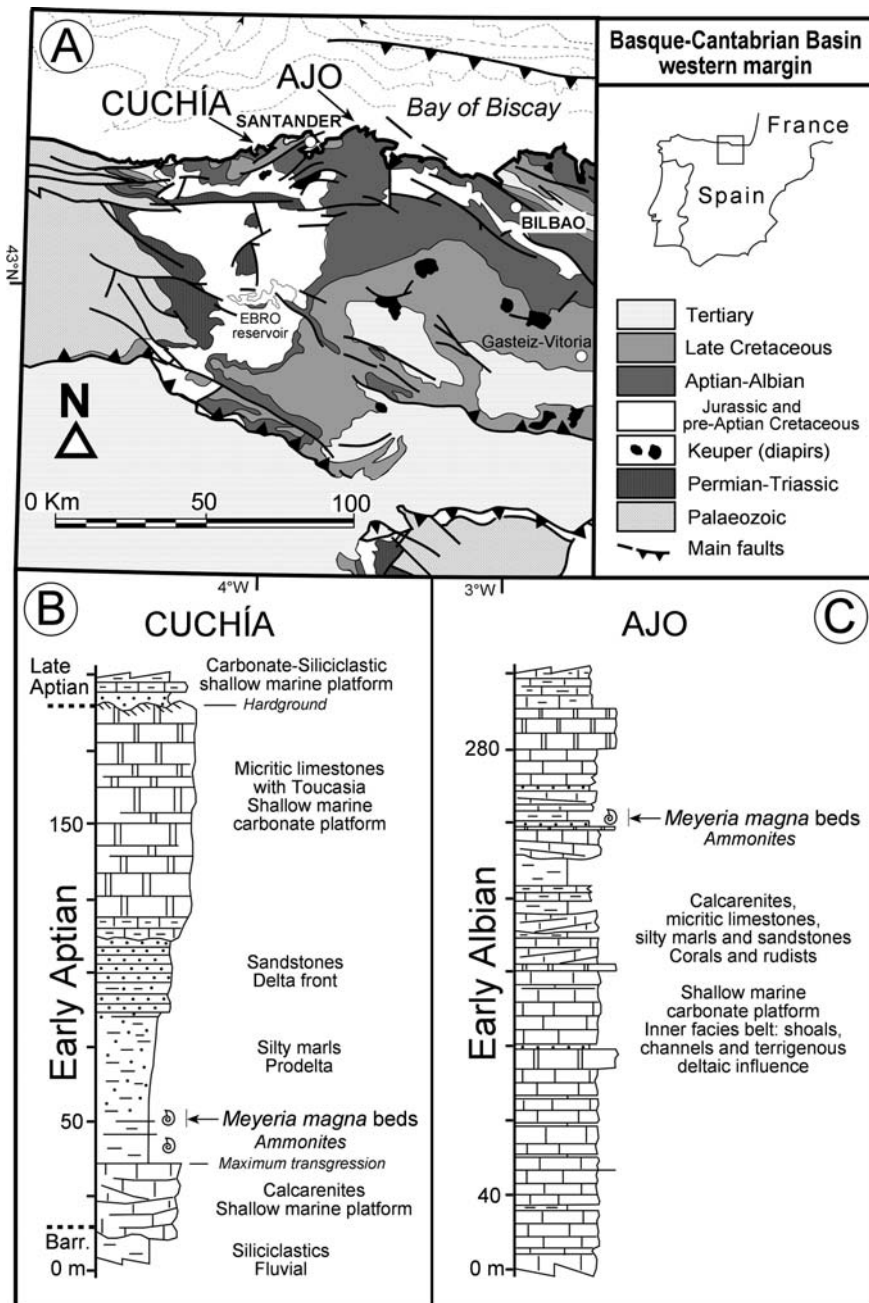 A
CUCHÍA
AJO
SANTANDER
Bay of Biscay
BILBAO
43°N
EBRO
reservoir
Gasteiz-Vitoria
N
0 Km 50 100
4°W
3°W
Basque-Cantabrian Basin
western margin
France
Spain
Tertiary
Late Cretaceous
Aptian-Albian
Jurassic and
pre-Aptian Cretaceous
Keuper (diapirs)
Permian-Triassic
Palaeozoic
Main faults
B
CUCHÍA
Late
Aptian
Carbonate-Siliciclastic
shallow marine platform
Hardground
Micritic limestones
with Toucasia
Shallow marine
carbonate platform
150
Early Aptian
Sandstones
Delta front
Silty marls
Prodelta
50
Meyeria magna beds
Ammonites
Maximum transgression
Calcarenites
Shallow marine platform
Barr.
Siliciclastics
Fluvial
0 m
C
AJO
280
Meyeria magna beds
Ammonites
Early Albian
Calcarenites,
micritic limestones,
silty marls and sandstones
Corals and rudists
Shallow marine
carbonate platform
Inner facies belt: shoals,
channels and terrigenous
deltaic influence
40
0 m